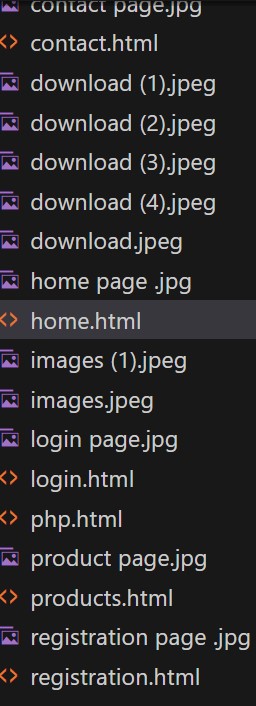 contact page.jpg
contact.html
download (1).jpeg
download (2).jpeg
download (3).jpeg
download (4).jpeg
download.jpeg
home page .jpg
home.html
images (1).jpeg
images.jpeg
login page.jpg
login.html
php.html
product page.jpg
products.html
registration page .jpg
registration.html